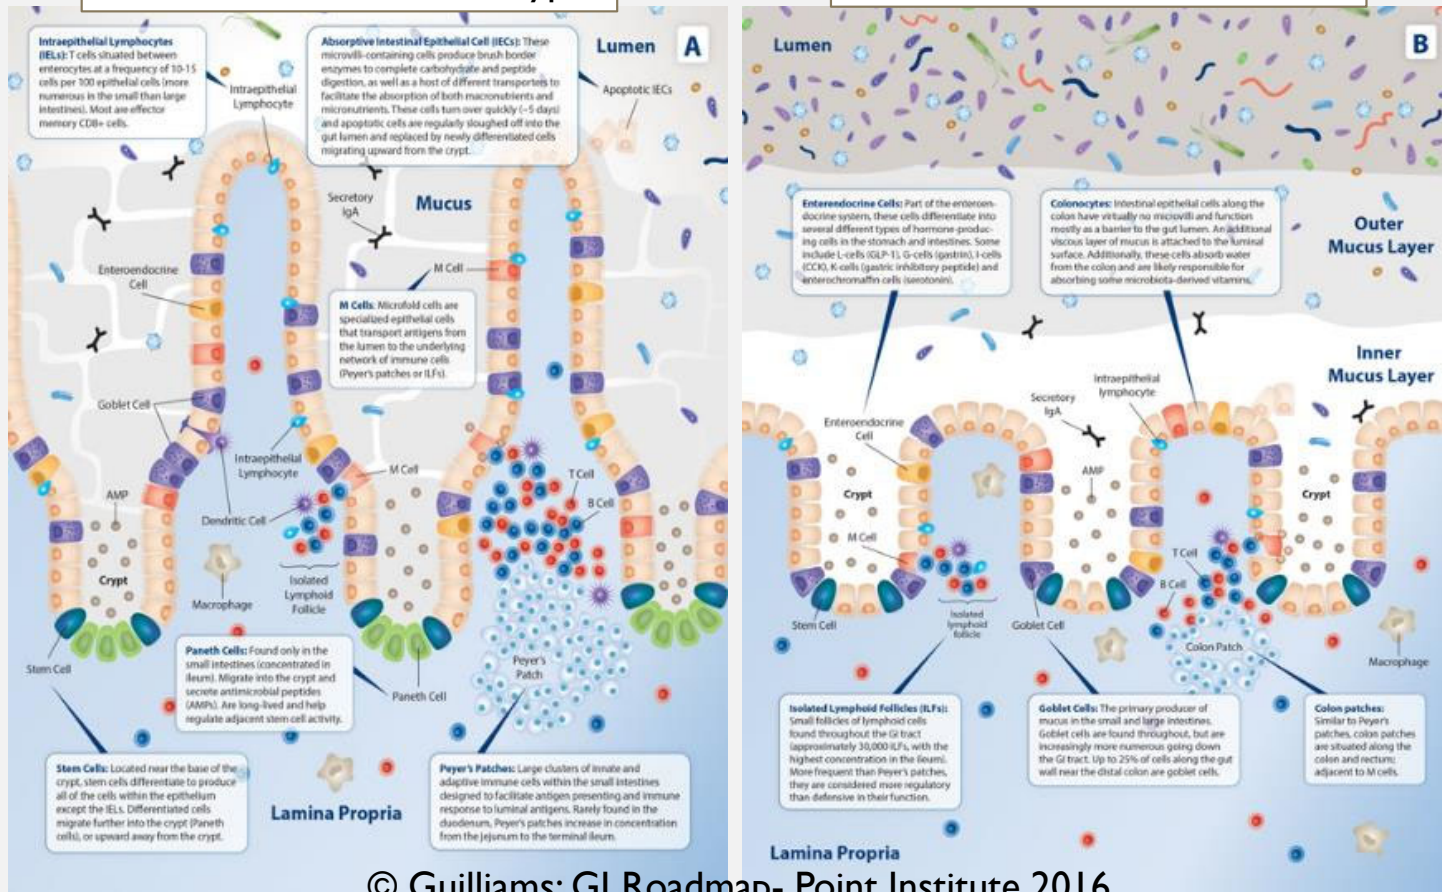 Lumen
A
Intraepithelial Lymphocytes
(IELs): T cells situated between
enterocytes at a frequency of 10-15
cells per 100 epithelial cells (more
numerous in the small than large
intestines). Most are effector
memory CD8+ cells.
Absorptive Intestinal Epithelial Cell (IECs): These
microvilli-containing cells produce brush border
enzymes to complete carbohydrate and peptide
digestion, as well as a host of different transporters to
facilitate the absorption of both macronutrients and
micronutrients. These cells turn over quickly (~5 days)
and apoptotic cells are regularly sloughed off into the
gut lumen and replaced by newly differentiated cells
migrating upward from the crypt.
Intraepithelial
Lymphocyte
Apoptotic IECs
Secretory
IgA
Mucus
Enteroendocrine
Cell
M Cell
M Cells: Microfold cells are
specialized epithelial cells
that transport antigens from
the lumen to the underlying
network of immune cells
(Peyer's patches or ILFs).
Goblet Cell
Intraepithelial
Lymphocyte
M Cell
T Cell
B Cell
AMP
Dendritic Cell
Crypt
Macrophage
Isolated
Lymphoid
Follicle
Stem Cell
Paneth Cells: Found only in the
small intestines (concentrated in
ileum). Migrate into the crypt and
secrete antimicrobial peptides
(AMPs). Are long-lived and help
regulate adjacent stem cell activity.
Paneth Cell
Peyer's
Patch
Stem Cells: Located near the base of the
crypt, stem cells differentiate to produce
all of the cells within the epithelium
except the IELs. Differentiated cells
migrate further into the crypt (Paneth
cells), or upward away from the crypt.
Lamina Propria
Peyer's Patches: Large clusters of innate and
adaptive immune cells within the small intestines
designed to facilitate antigen presenting and immune
response to luminal antigens. Rarely found in the
duodenum, Peyer's patches increase in concentration
from the jejunum to the terminal ileum.
Lumen
B
Enterendocrine Cells: Part of the enteroen-
docrine system, these cells differentiate into
several different types of hormone-produc-
ing cells in the stomach and intestines. Some
include L-cells (GLP-1), G-cells (gastrin), I-cells
(CCK), K-cells (gastric inhibitory peptide) and
enterochromaffin cells (serotonin).
Colonocytes: Intestinal epithelial cells along the
colon have virtually no microvilli and function
mostly as a barrier to the gut lumen. An additional
viscous layer of mucus is attached to the luminal
surface. Additionally, these cells absorb water
from the colon and are likely responsible for
absorbing some microbiota-derived vitamins.
Outer
Mucus Layer
Inner
Mucus Layer
Intraepithelial
lymphocyte
Secretory
IgA
Enteroendocrine
Cell
AMP
Crypt
Crypt
M Cell
T Cell
B Cell
Stem Cell
Isolated
lymphoid
follicle
Goblet Cell
Colon Patch
Macrophage
Isolated Lymphoid Follicles (ILFs):
Small follicles of lymphoid cells
found throughout the GI tract
(approximately 30,000 ILFs, with the
highest concentration in the ileum).
More frequent than Peyer's patches,
they are considered more regulatory
than defensive in their function.
Goblet Cells: The primary producer of
mucus in the small and large intestines.
Goblet cells are found throughout, but are
increasingly more numerous going down
the GI tract. Up to 25% of cells along the gut
wall near the distal colon are goblet cells.
Colon patches:
Similar to Peyer's
patches, colon patches
are situated along the
colon and rectum;
adjacent to M cells.
Lamina Propria
© Guilliams: GI Roadmap- Point Institute 2016